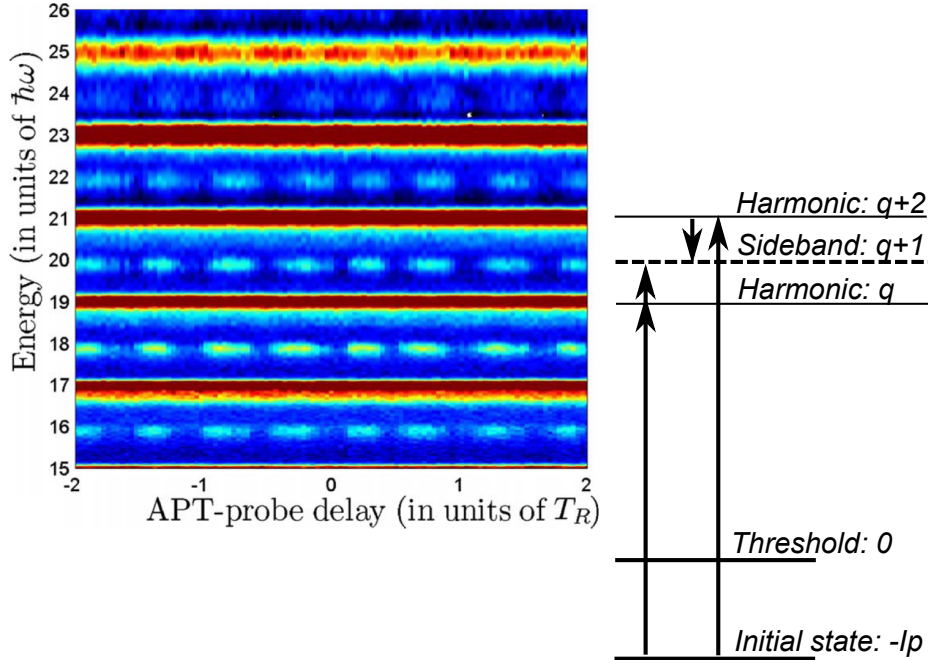 Energy (in units of ħω)
26
25
24
23
22
21
20
19
18
17
16
15
-2
-1
0
1
2
APT-probe delay (in units of T_R)
Harmonic: q+2
Sideband: q+1
Harmonic: q
Threshold: 0
Initial state: -Ip